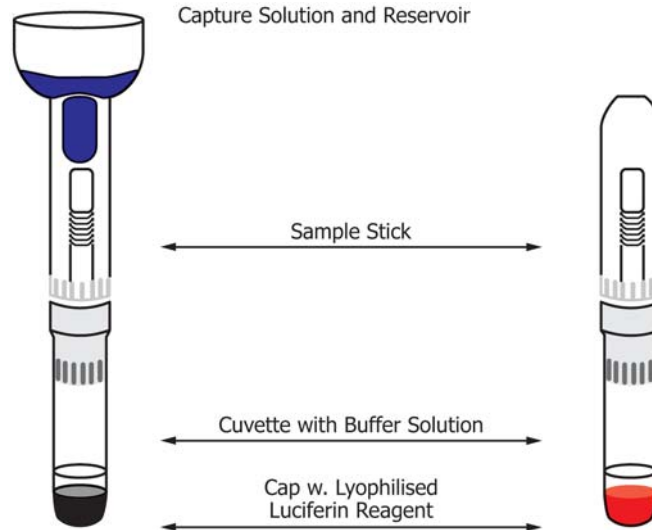 Capture Solution and Reservoir
Sample Stick
Cuvette with Buffer Solution
Cap w. Lyophilised
Luciferin Reagent